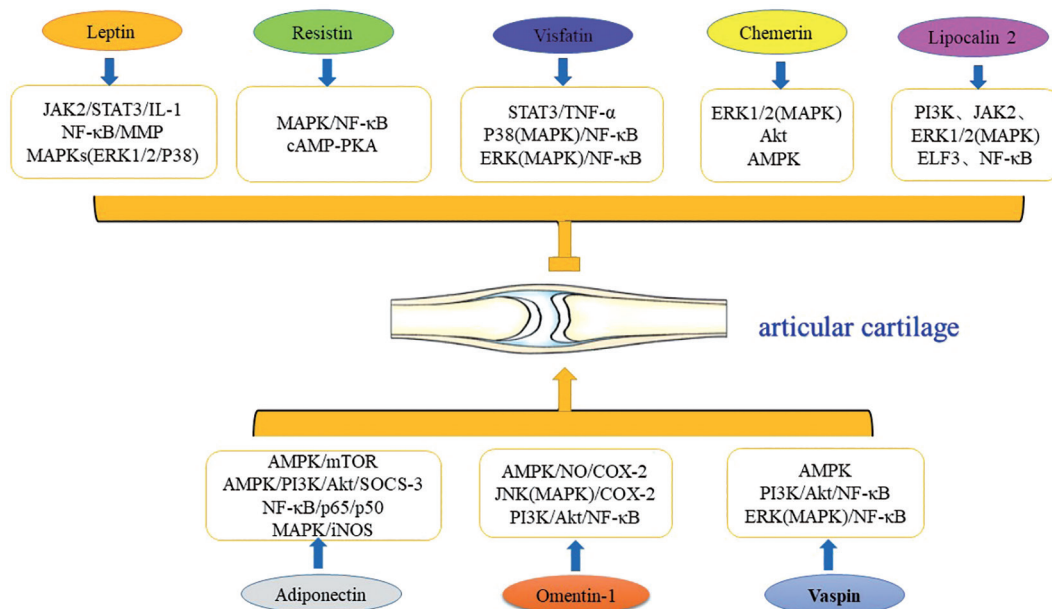 Leptin
Resistin
Visfatin
Chemerin
Lipocalin 2
JAK2/STAT3/IL-1
NF-κB/MMP
MAPKs(ERK1/2/P38)
MAPK/NF-κB
cAMP-PKA
STAT3/TNF-α
P38(MAPK)/NF-κB
ERK(MAPK)/NF-κB
ERK1/2(MAPK)
Akt
AMPK
PI3K、JAK2、
ERK1/2(MAPK)
ELF3、NF-κB
articular cartilage
AMPK/mTOR
AMPK/PI3K/Akt/SOCS-3
NF-κB/p65/p50
MAPK/iNOS
AMPK/NO/COX-2
JNK(MAPK)/COX-2
PI3K/Akt/NF-κB
AMPK
PI3K/Akt/NF-κB
ERK(MAPK)/NF-κB
Adiponectin
Omentin-1
Vaspin